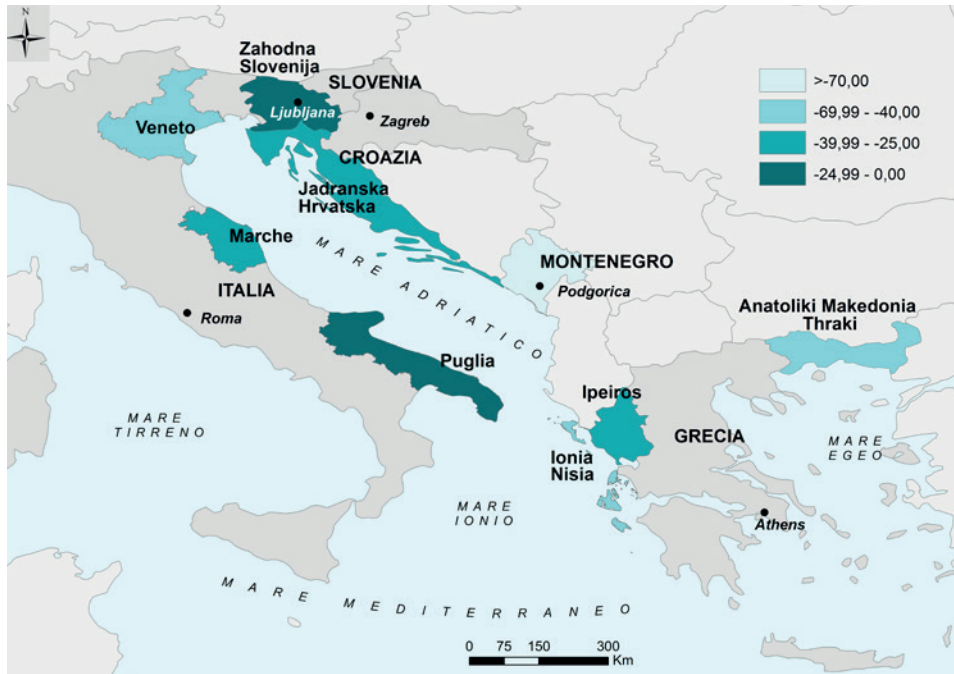 Zahodna
Slovenija
SLOVENIA
Ljubljana
Zagreb
Veneto
CROAZIA
Jadranska
Hrvatska
Marche
MARE ADRIATICO
MONTENEGRO
Podgorica
ITALIA
Roma
Puglia
Anatoliki Makedonia
Thraki
Ipeiros
GRECIA
Ionia
Nisia
MARE
TIRRENO
MARE
IONIO
MARE
EGEO
Athens
MARE MEDITERRANEO
>-70,00
-69,99 - -40,00
-39,99 - -25,00
-24,99 - 0,00
0 75 150 300
Km